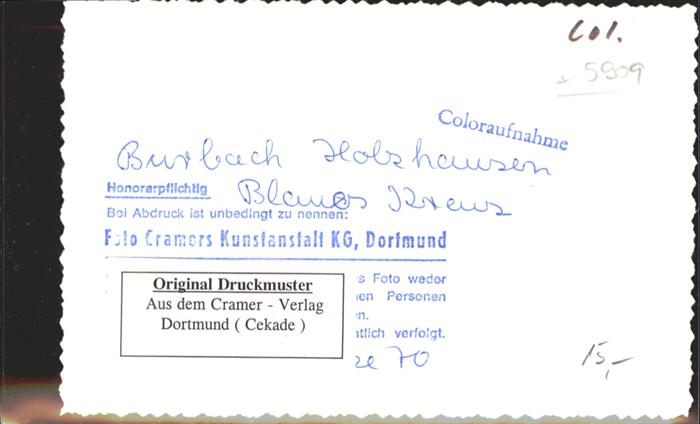 Col.
5909
Coloraufnahme
Burbach Holzhausen
Honorarpflichtig Blaues Kreuz
Bei Abdruck ist unbedingt zu nennen:
Foto Cramers Kunstanstalt KG, Dortmund
s Foto weder
en Personen
n.
tlich verfolgt.
Original Druckmuster
Aus dem Cramer - Verlag
Dortmund ( Cekade )
70
15,-